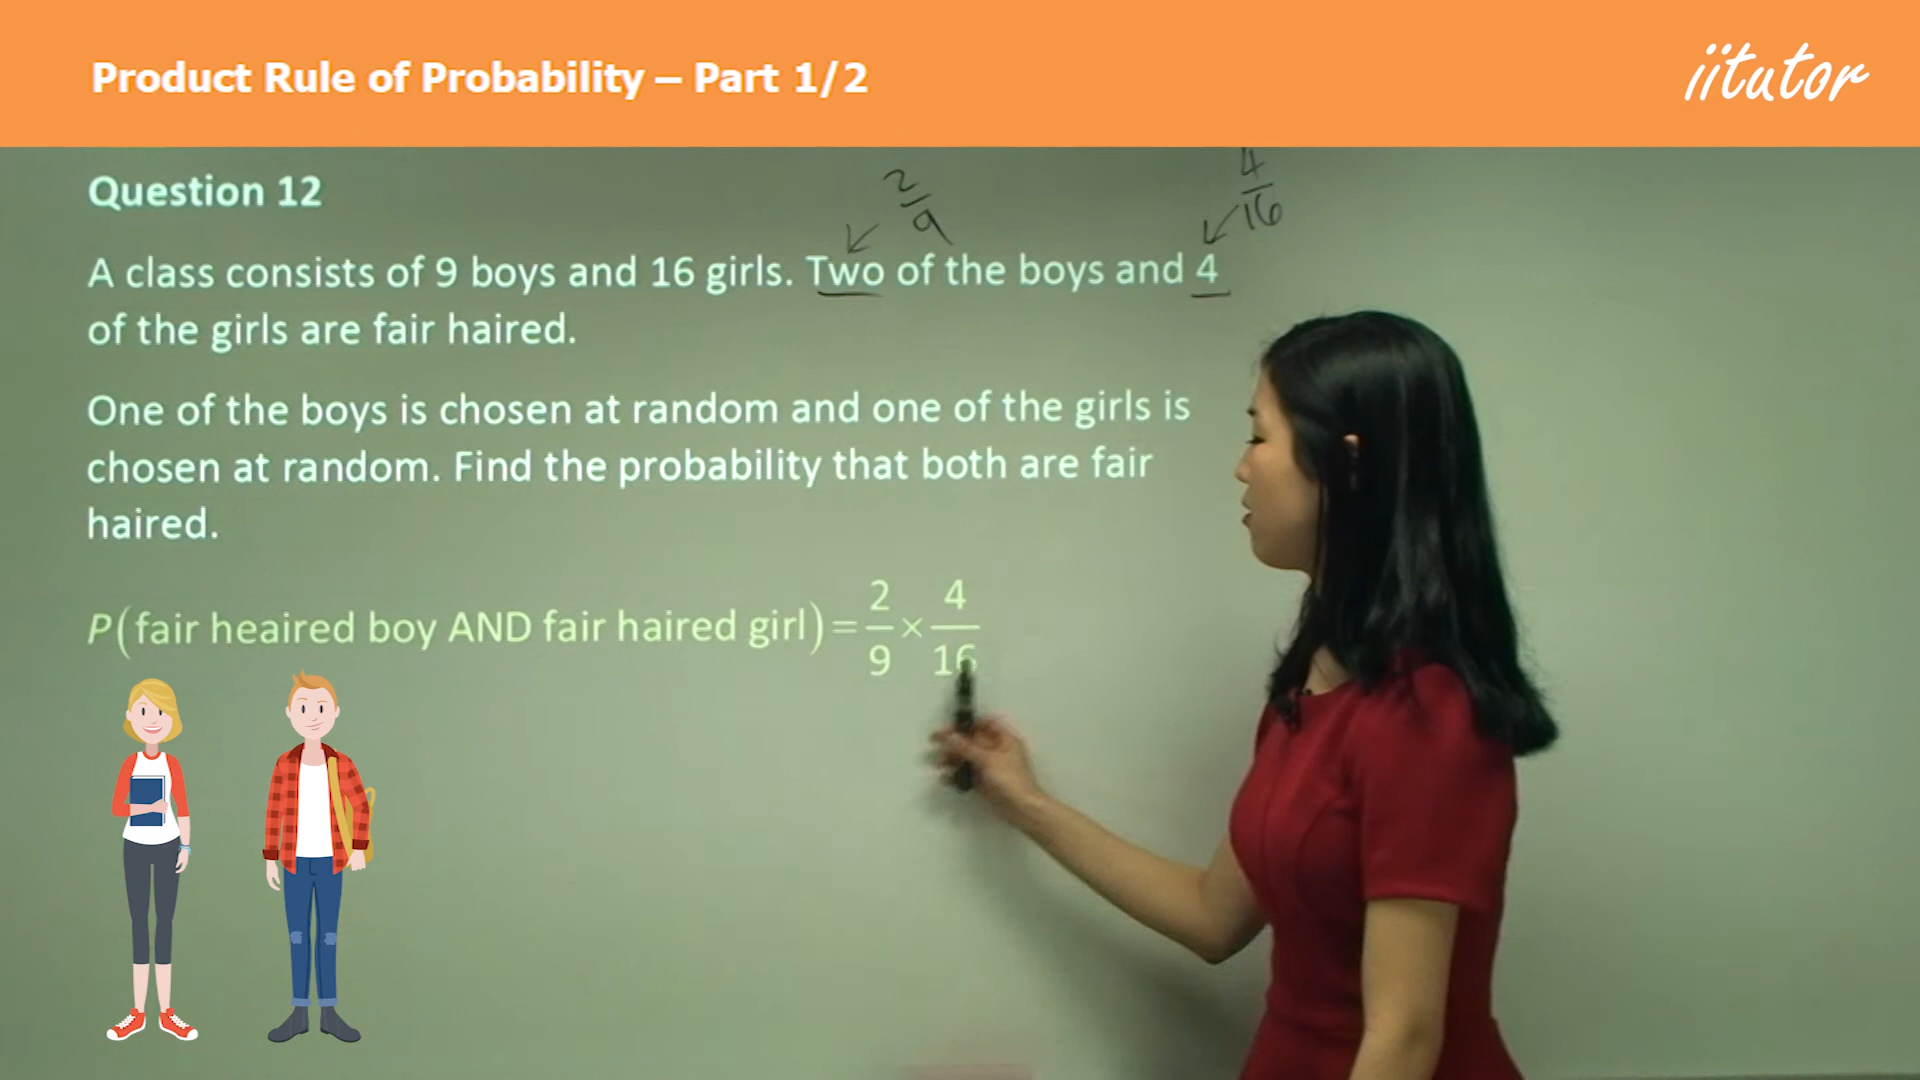 Product Rule of Probability – Part 1/2
iitutor
Question 12
2/9
4/16
A class consists of 9 boys and 16 girls. Two of the boys and 4
of the girls are fair haired.
One of the boys is chosen at random and one of the girls is
chosen at random. Find the probability that both are fair
haired.
P(fair heaired boy AND fair haired girl) = 2/9 × 4/16